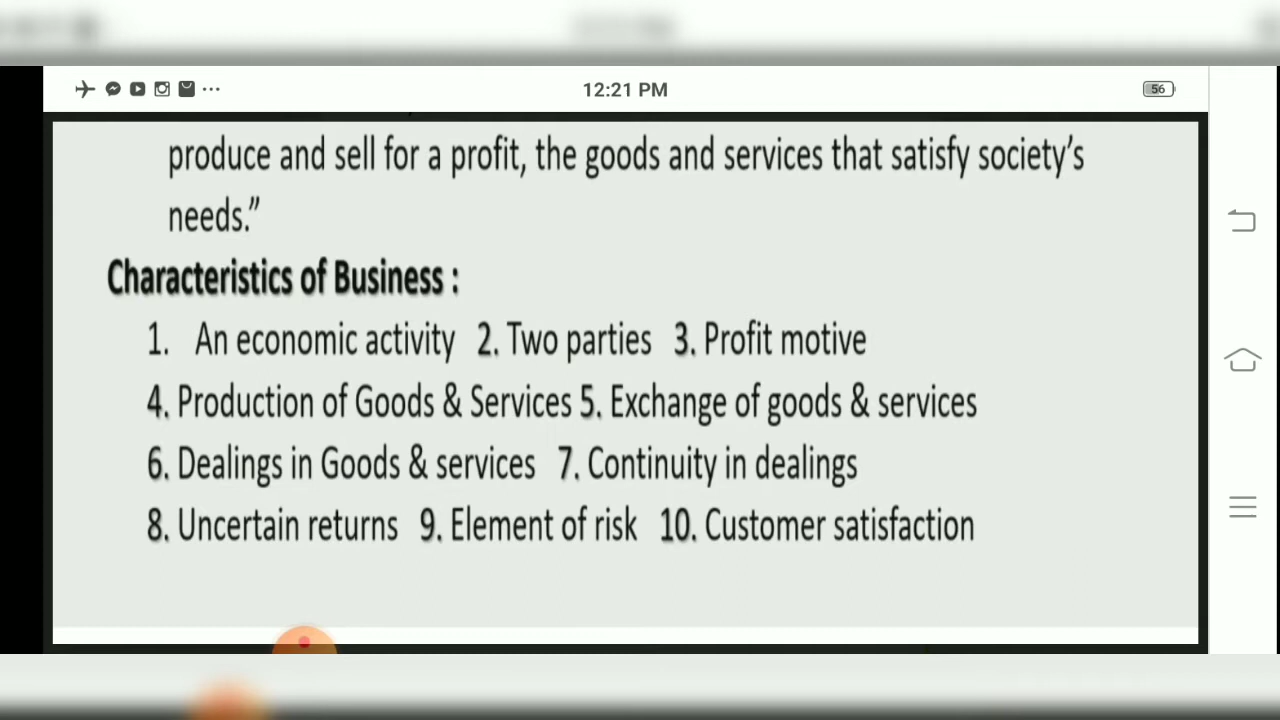 12:21 PM
56
produce and sell for a profit, the goods and services that satisfy society's
needs."
Characteristics of Business :
1. An economic activity 2. Two parties 3. Profit motive
4. Production of Goods & Services 5. Exchange of goods & services
6. Dealings in Goods & services 7. Continuity in dealings
8. Uncertain returns 9. Element of risk 10. Customer satisfaction